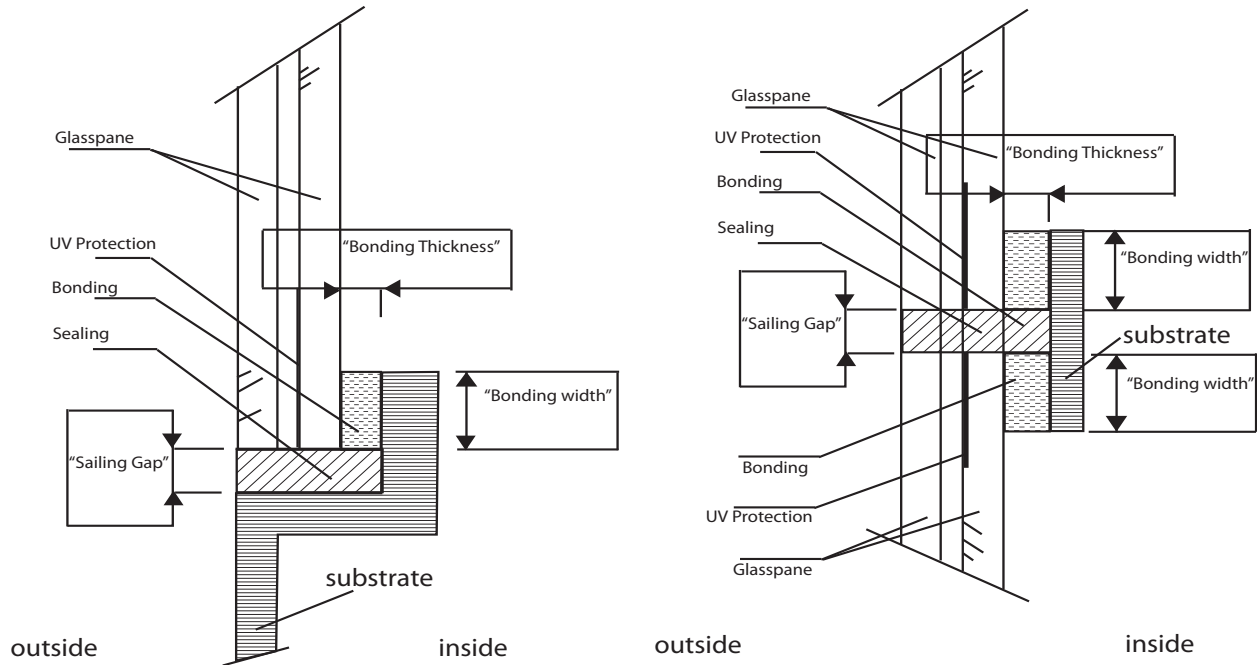 Glasspane
"Bonding Thickness"
UV Protection
Bonding
Sealing
"Bonding width"
"Sailing Gap"
substrate
outside
inside
Glasspane
UV Protection
"Bonding Thickness"
Bonding
Sealing
"Bonding width"
"Sailing Gap"
substrate
"Bonding width"
Bonding
UV Protection
Glasspane
outside
inside